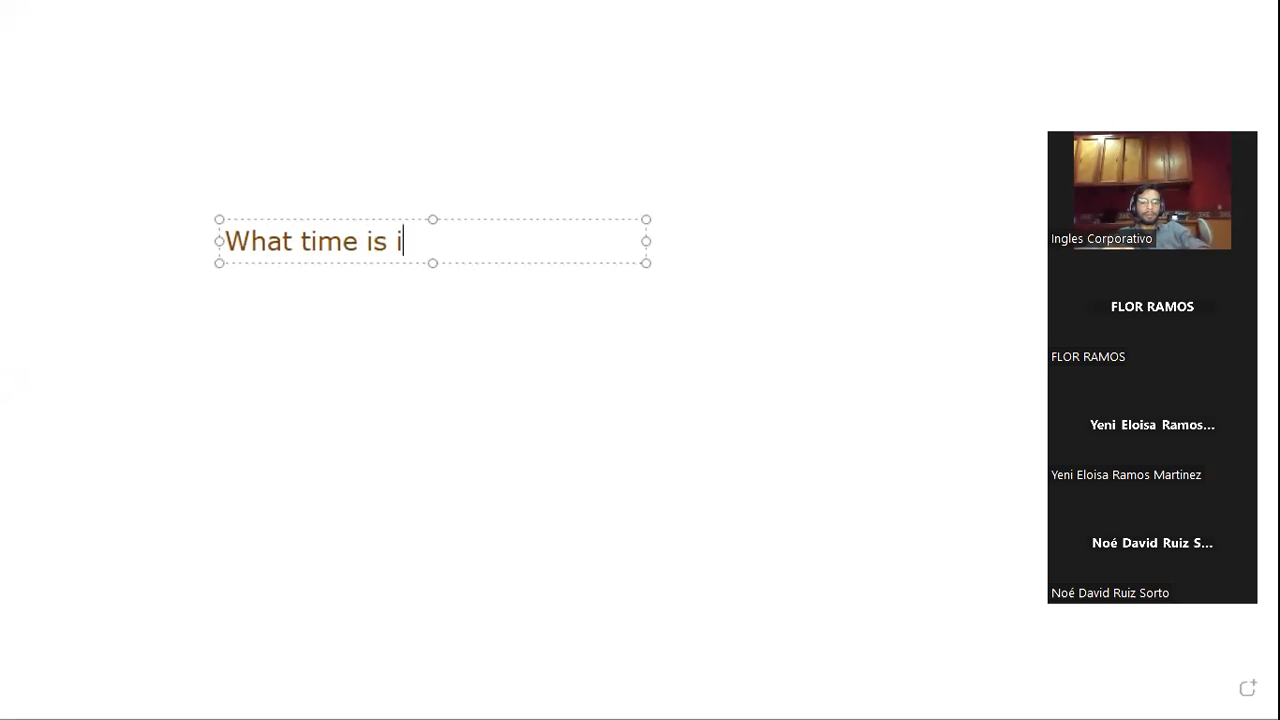 What time is i
Ingles Corporativo
FLOR RAMOS
FLOR RAMOS
Yeni Eloisa Ramos...
Yeni Eloisa Ramos Martinez
Noé David Ruiz S...
Noé David Ruiz Sorto